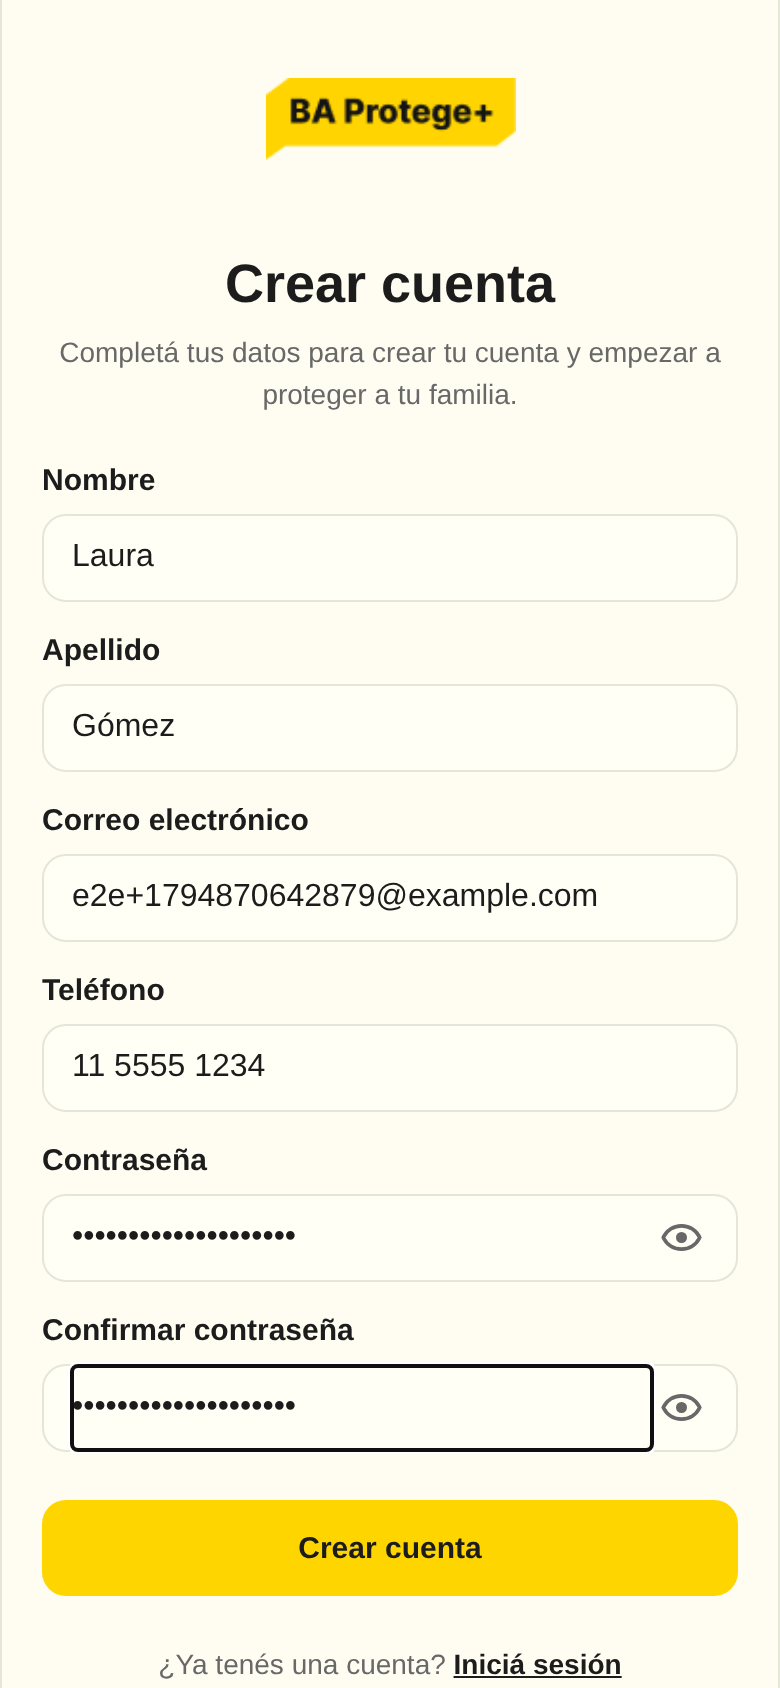 BA Protege+
Crear cuenta
Completá tus datos para crear tu cuenta y empezar a
proteger a tu familia.
Nombre
Laura
Apellido
Gómez
Correo electrónico
e2e+1794870642879@example.com
Teléfono
11 5555 1234
Contraseña
••••••••••••••••••••
Confirmar contraseña
••••••••••••••••••••
Crear cuenta
¿Ya tenés una cuenta? Iniciá sesión